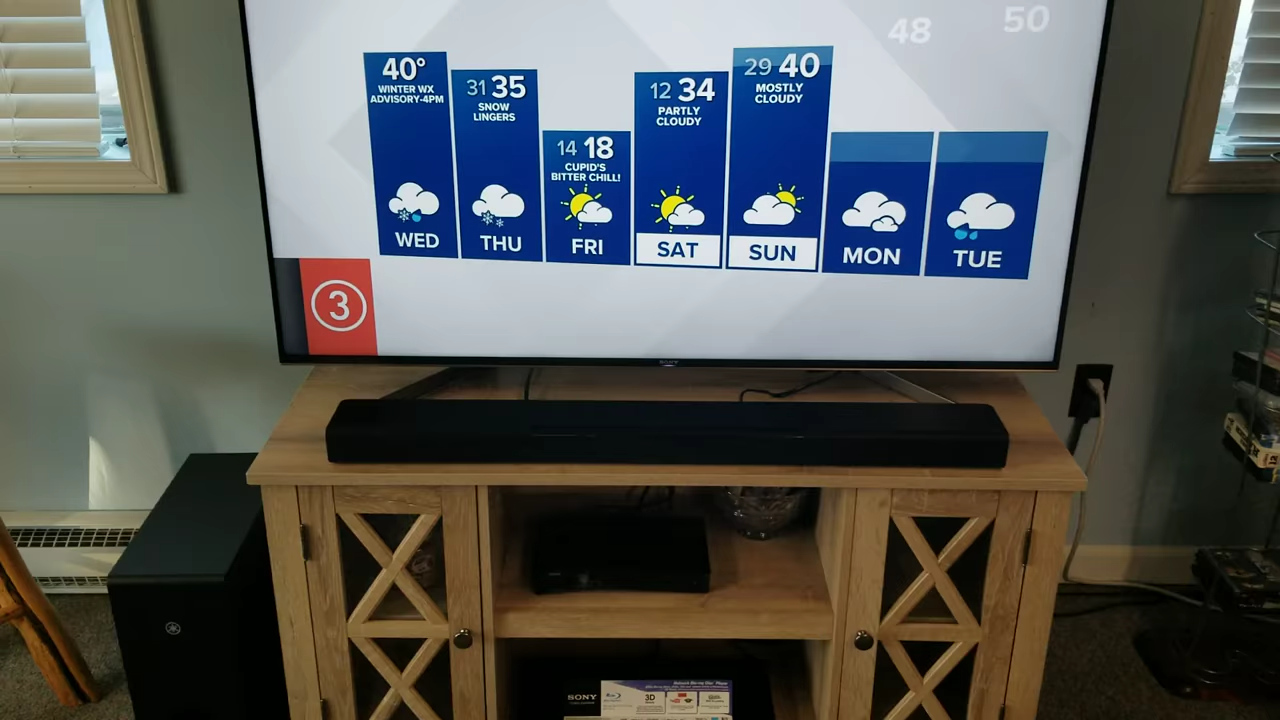 48
50
40°
WINTER WX
ADVISORY-4PM
WED
31 35
SNOW
LINGERS
THU
14 18
CUPID'S
BITTER CHILL!
FRI
12 34
PARTLY
CLOUDY
SAT
29 40
MOSTLY
CLOUDY
SUN
MON
TUE
3
SONY
SONY
3D